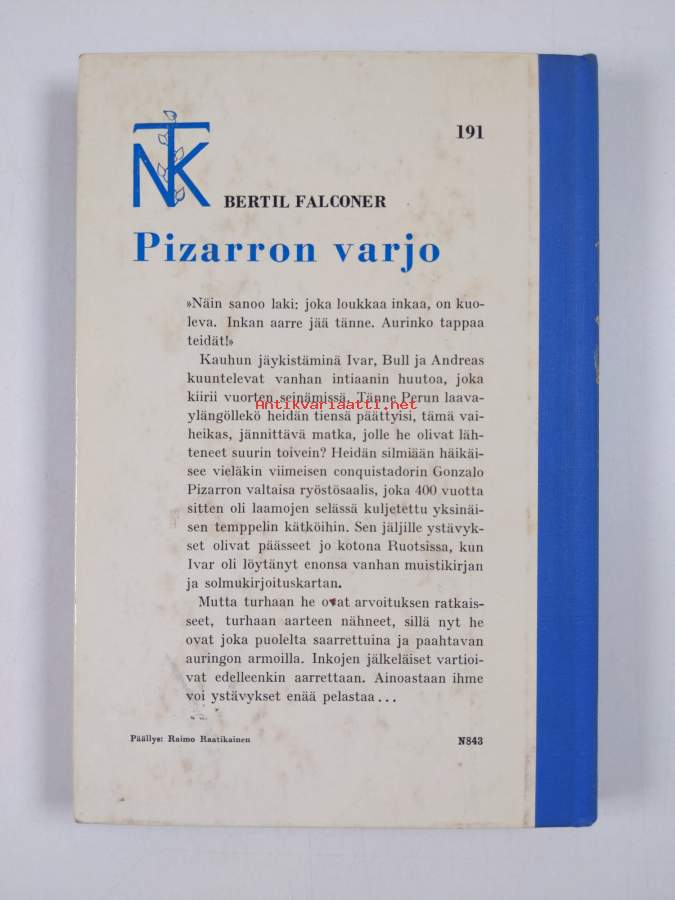 191
NTK
BERTIL FALCONER
Pizarron varjo
»Näin sanoo laki: joka loukkaa inkaa, on kuo-
leva. Inkan aarre jää tänne. Aurinko tappaa
teidät!»
Kauhun jäykistäminä Ivar, Bull ja Andreas
kuuntelevat vanhan intiaanin huutoa, joka
kiirii vuorten seinämissä. Tänne Perun laava-
Antikvariaatti.net
ylängöllekö heidän tiensä päättyisi, tämä vai-
heikas, jännittävä matka, jolle he olivat läh-
teneet suurin toivein? Heidän silmiään häikäi-
see vieläkin viimeisen conquistadorin Gonzalo
Pizarron valtaisa ryöstösaalis, joka 400 vuotta
sitten oli laamojen selässä kuljetettu yksinäi-
sen temppelin kätköihin. Sen jäljille ystävyk-
set olivat päässeet jo kotona Ruotsissa, kun
Ivar oli löytänyt enonsa vanhan muistikirjan
ja solmukirjoituskartan.
Mutta turhaan he ovat arvoituksen ratkais-
seet, turhaan aarteen nähneet, sillä nyt he
ovat joka puolelta saarrettuina ja paahtavan
auringon armoilla. Inkojen jälkeläiset vartioi-
vat edelleenkin aarrettaan. Ainoastaan ihme
voi ystävykset enää pelastaa...
Päällys: Raimo Raatikainen
N843